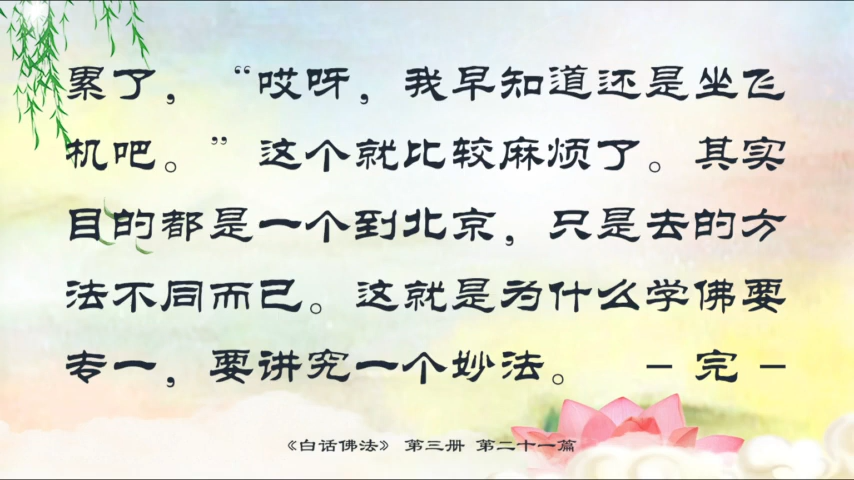 累了，“哎呀，我早知道还是坐飞
机吧。”这个就比较麻烦了。其实
目的都是一个到北京，只是去的方
法不同而已。这就是为什么学佛要
专一，要讲究一个妙法。 － 完 －
《白话佛法》 第三册 第二十一篇